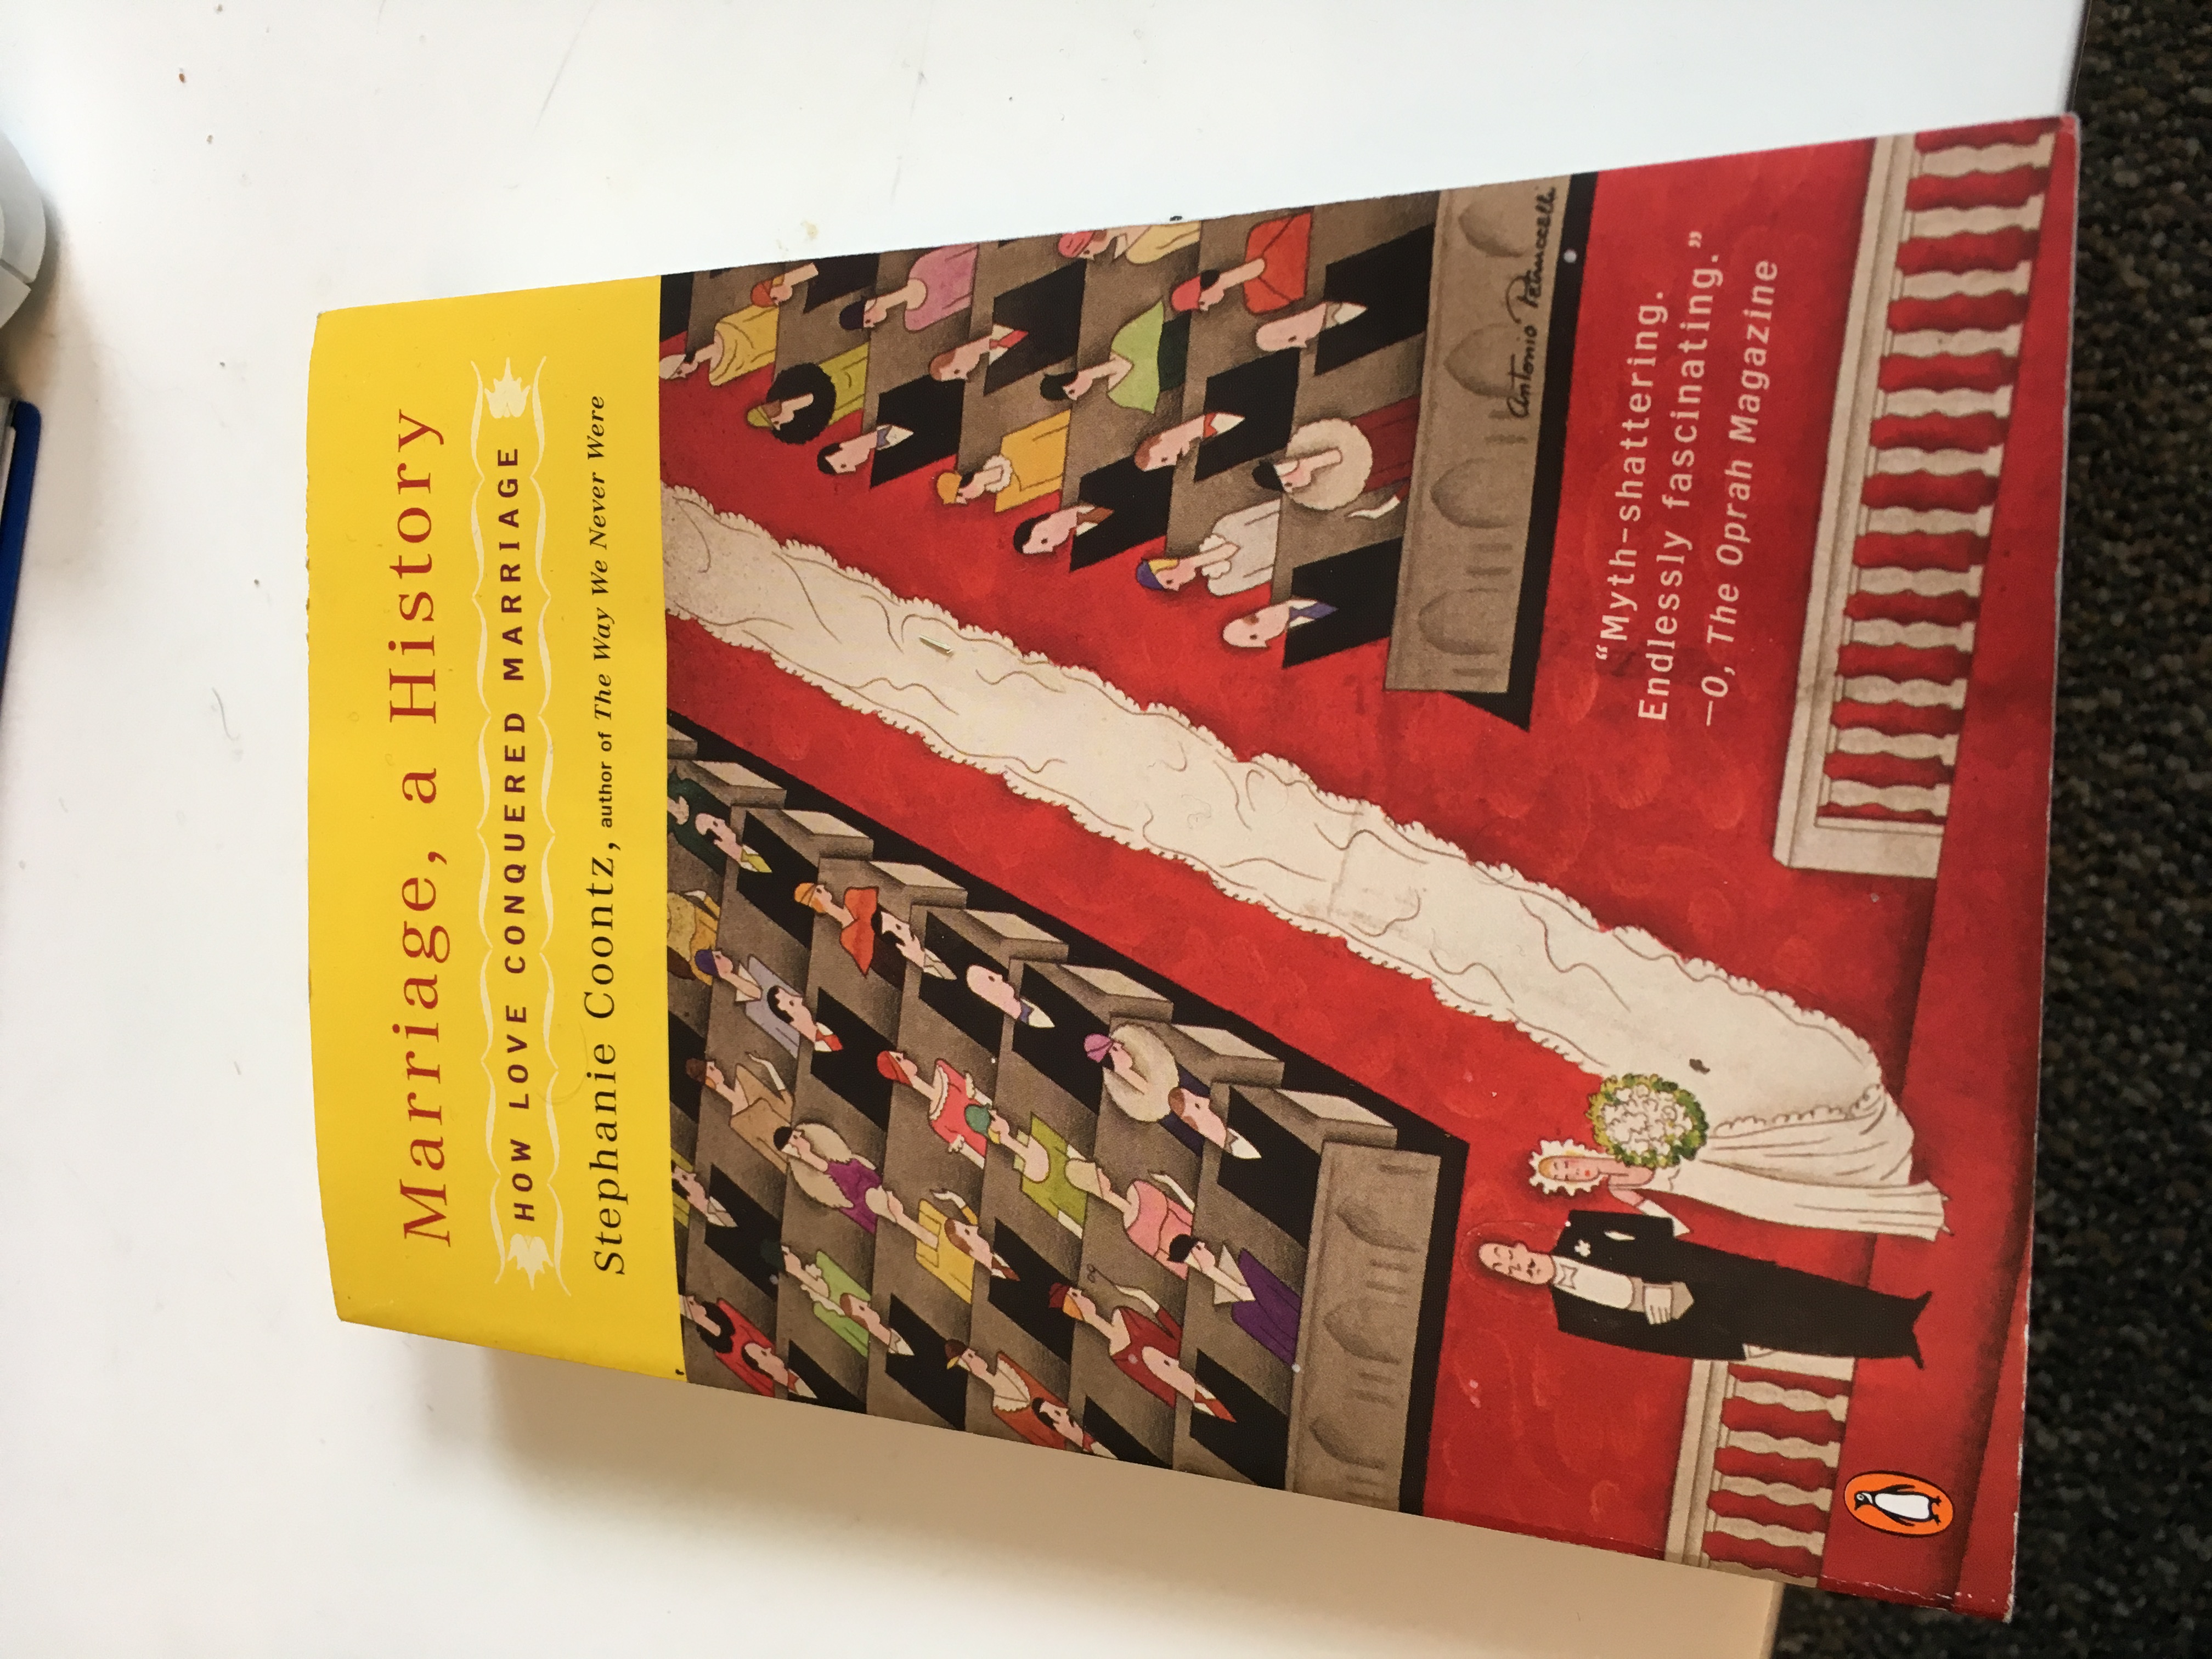 Marriage, a History
HOW LOVE CONQUERED MARRIAGE
Stephanie Coontz, author of The Way We Never Were
Antonio Petruccelli
“Myth-shattering.
Endlessly fascinating.”
—O, The Oprah Magazine